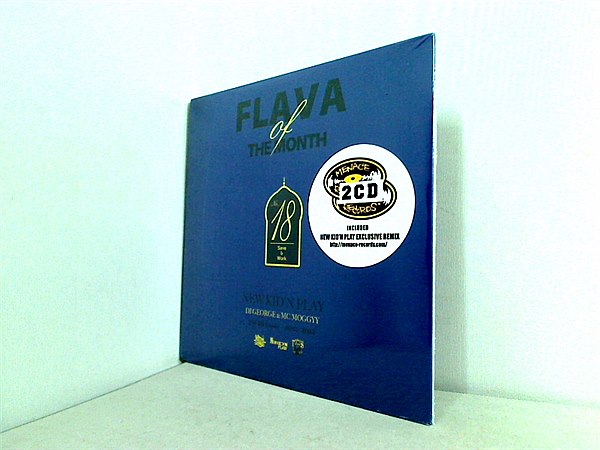 FLAVA
of
THE MONTH
18
Save
&
Work
NEW KID'N PLAY
DJ GEORGE & MC MOGGYY
MENACE
2CD
RECORDS
INCLUDED
NEW KID'N PLAY EXCLUSIVE REMIX
http://menace-records.com/